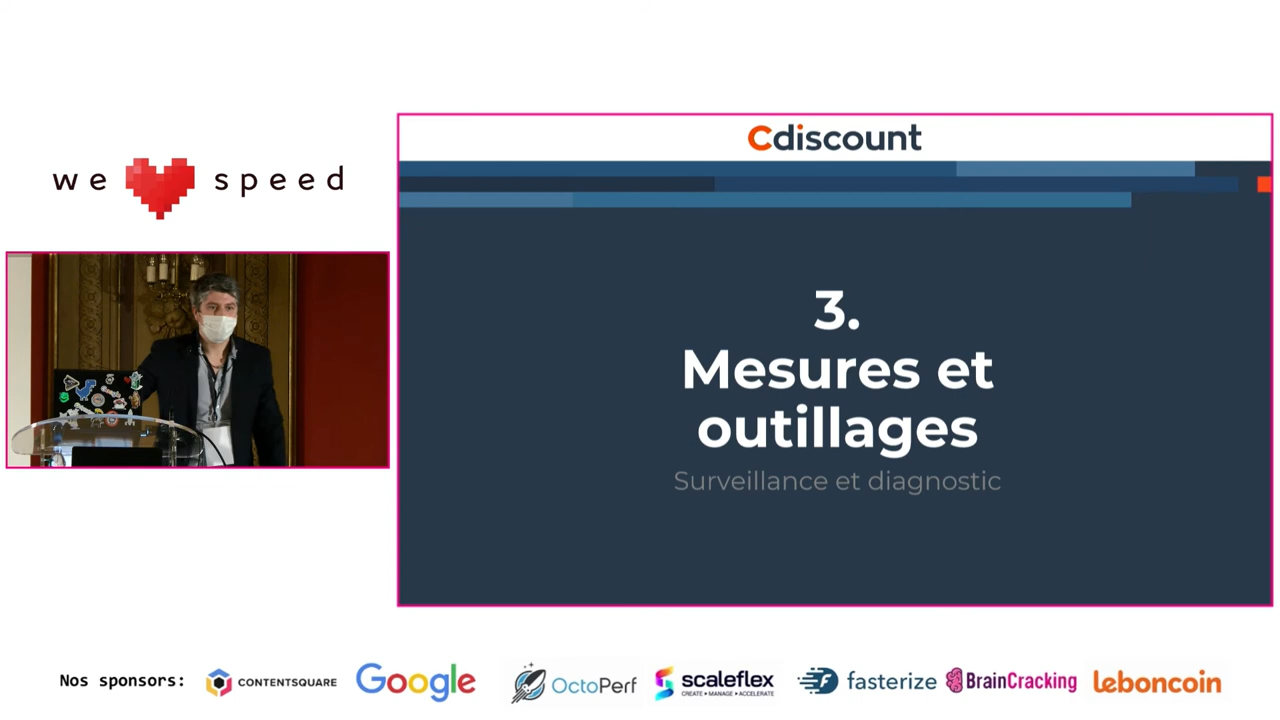 we speed
Cdiscount
3.
Mesures et
outillages
Surveillance et diagnostic
Nos sponsors:
CONTENTSQUARE
Google
OctoPerf
scaleflex
CREATE • MANAGE • ACCELERATE
fasterize
BrainCracking
leboncoin